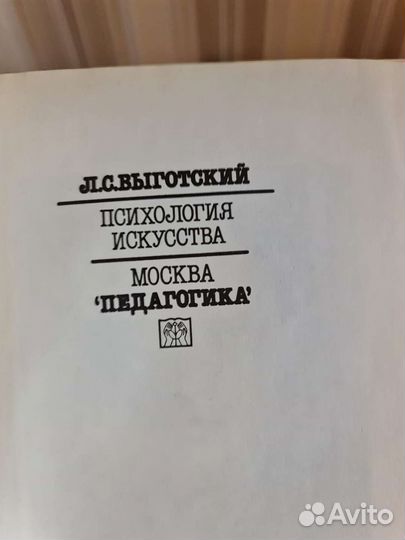 Л.С.ВЫГОТСКИЙ
ПСИХОЛОГИЯ
ИСКУССТВА
МОСКВА
'ПЕДАГОГИКА'
Avito